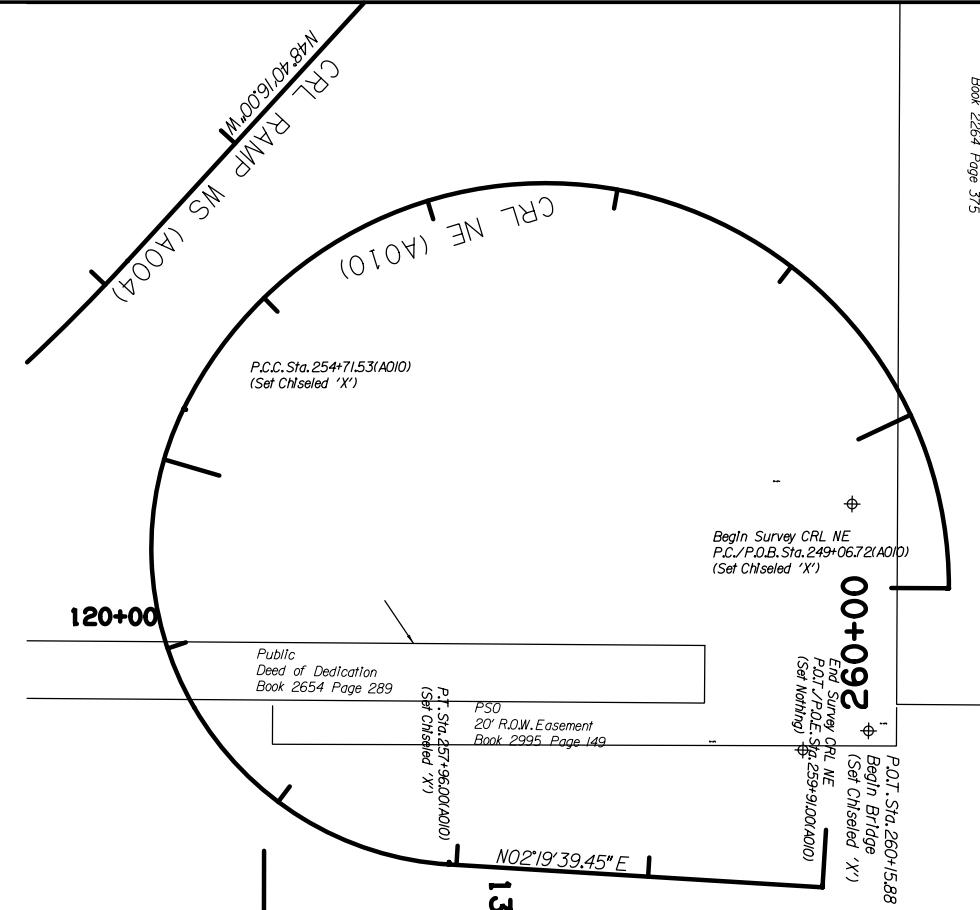 Book 2264 Page 375
N48°40'16.00"W
CRL RAMP WS (A004)
CRL NE (A010)
P.C.C. Sta. 254+71.53(A010)
(Set Chiseled 'X')
Begin Survey CRL NE
P.C./P.O.B. Sta. 249+06.72(A010)
(Set Chiseled 'X')
120+00
260+00
Public
Deed of Dedication
Book 2654 Page 289
P.T. Sta. 257+96.00(A010)
(Set Chiseled 'X')
PSO
20' R.O.W. Easement
Book 2995 Page 149
End Survey CRL NE
P.O.T./P.O.E. Sta. 259+91.00(A010)
(Set Nothing)
P.O.T. Sta. 260+15.88
Begin Bridge
(Set Chiseled 'X')
N02°19'39.45" E
13